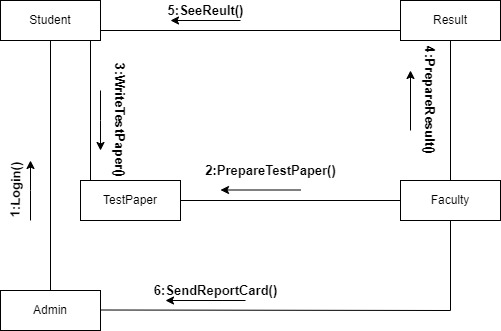 5:SeeReult()
Student
Result
3:WriteTestPaper()
4:PrepareResult()
2:PrepareTestPaper()
1:Login()
TestPaper
Faculty
6:SendReportCard()
Admin